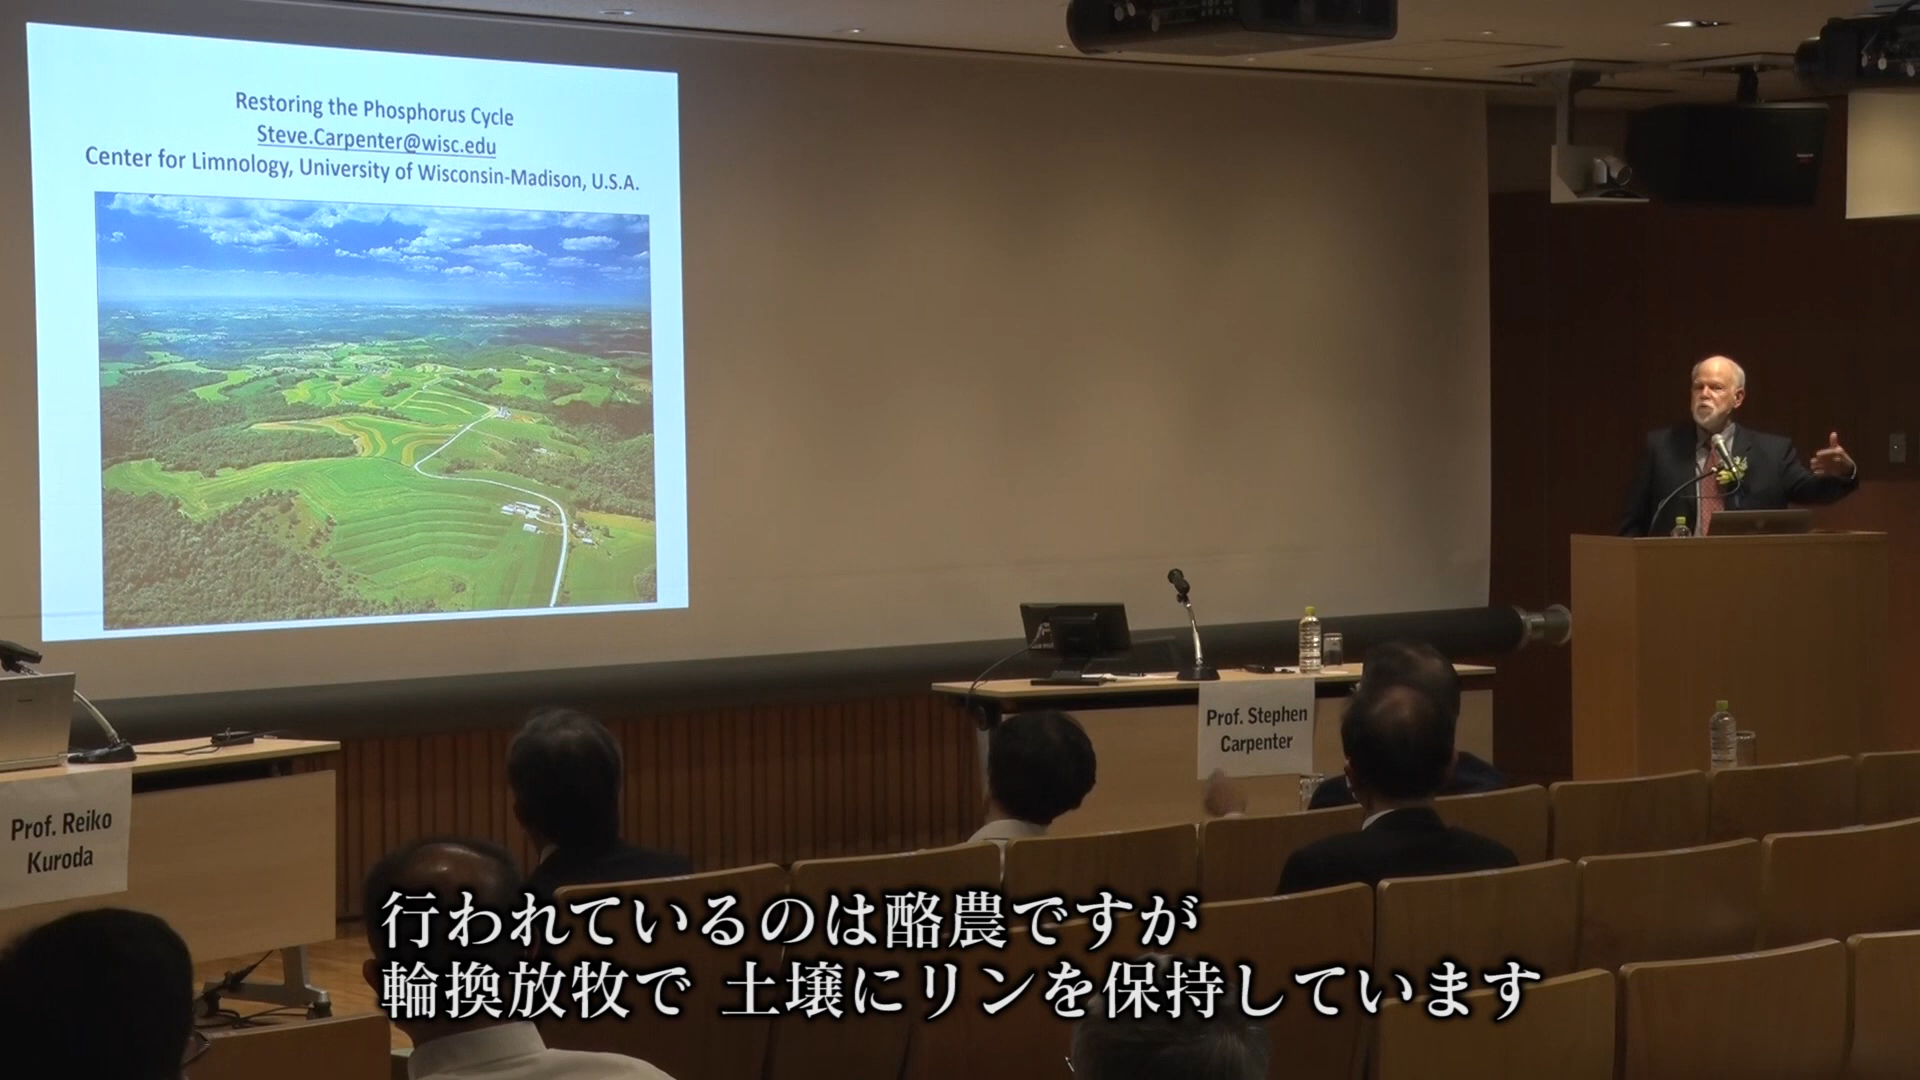 Restoring the Phosphorus Cycle
Steve.Carpenter@wisc.edu
Center for Limnology, University of Wisconsin-Madison, U.S.A.
Prof. Stephen
Carpenter
Prof. Reiko
Kuroda
行われているのは酪農ですが
輪換放牧で 土壌にリンを保持しています